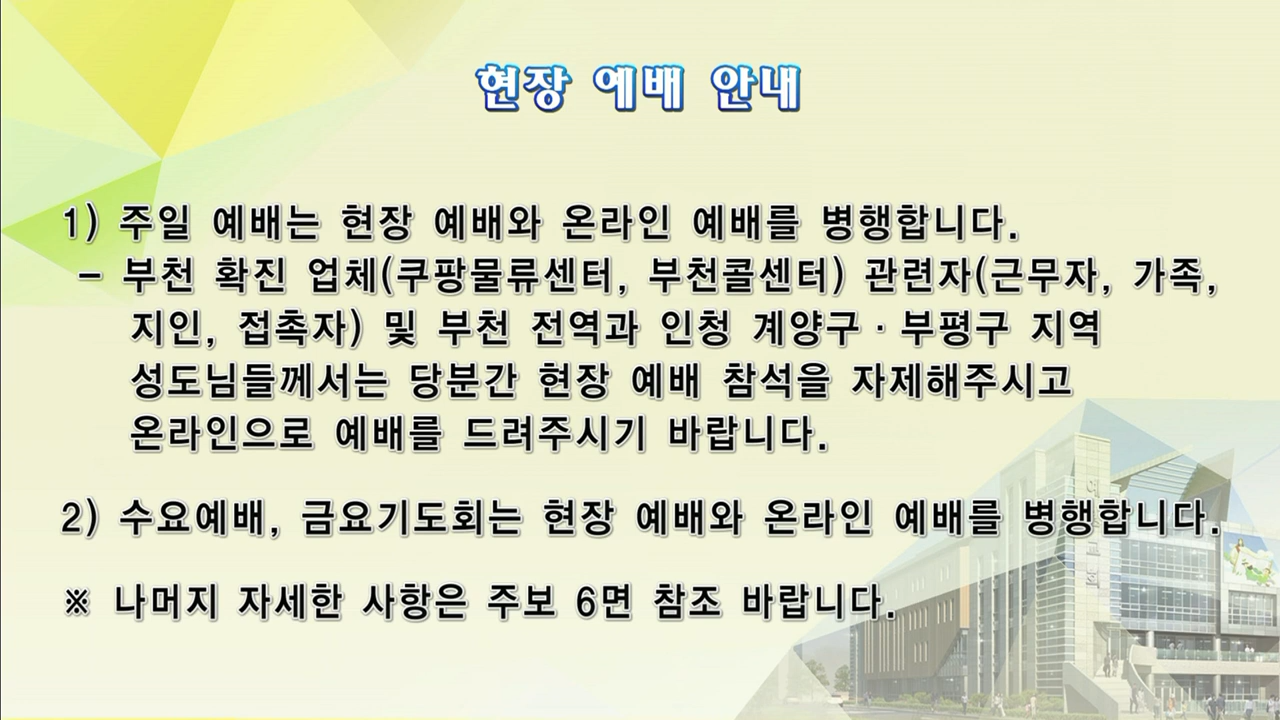 현장 예배 안내
1) 주일 예배는 현장 예배와 온라인 예배를 병행합니다.
- 부천 확진 업체(쿠팡물류센터, 부천콜센터) 관련자(근무자, 가족,
지인, 접촉자) 및 부천 전역과 인청 계양구 · 부평구 지역
성도님들께서는 당분간 현장 예배 참석을 자제해주시고
온라인으로 예배를 드려주시기 바랍니다.
2) 수요예배, 금요기도회는 현장 예배와 온라인 예배를 병행합니다.
※ 나머지 자세한 사항은 주보 6면 참조 바랍니다.